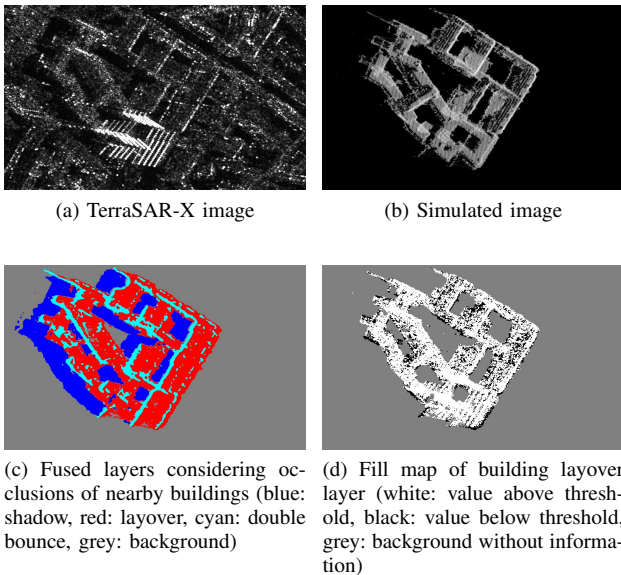 (a) TerraSAR-X image
(b) Simulated image
(c) Fused layers considering oc-
clusions of nearby buildings (blue:
shadow, red: layover, cyan: double
bounce, grey: background)
(d) Fill map of building layover
layer (white: value above thresh-
old, black: value below threshold,
grey: background without informa-
tion)